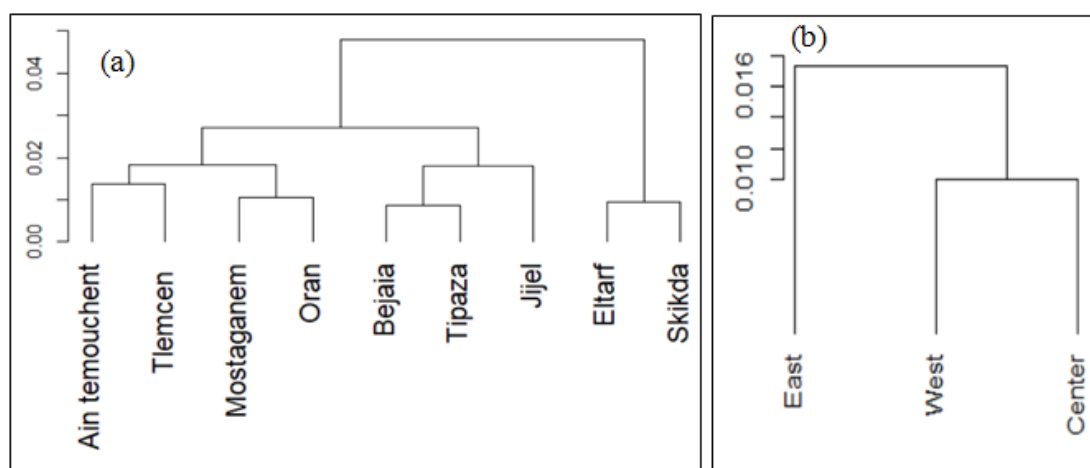 (a)
0.04
0.02
0.00
Ain temouchent
Tlemcen
Mostaganem
Oran
Bejaia
Tipaza
Jijel
Eltarf
Skikda
(b)
0.016
0.010
East
West
Center